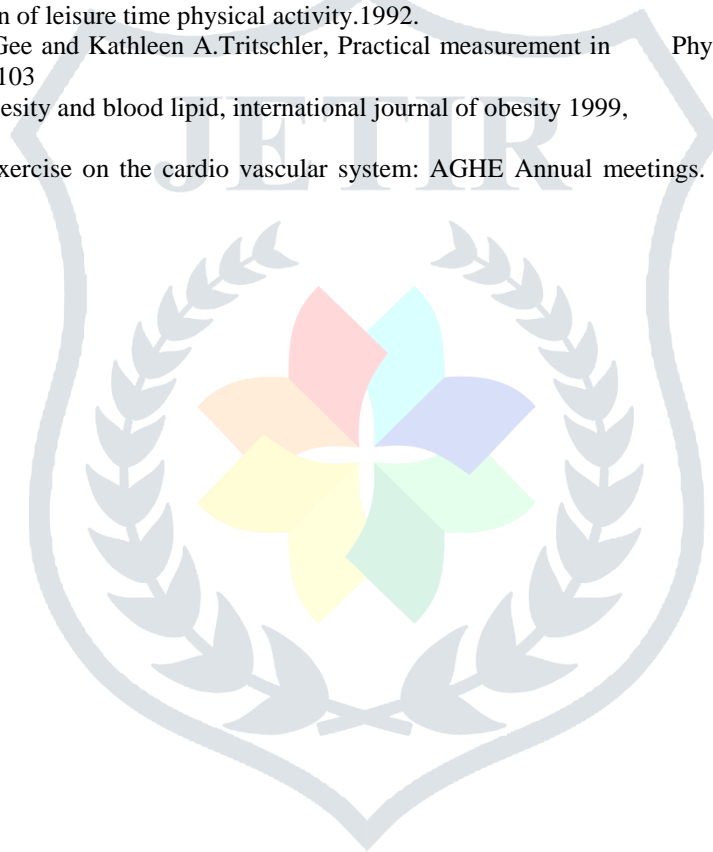 n of leisure time physical activity.1992.
Gee and Kathleen A.Tritschler, Practical measurement in Phy
103
esity and blood lipid, international journal of obesity 1999,
xercise on the cardio vascular system: AGHE Annual meetings.
JETIR